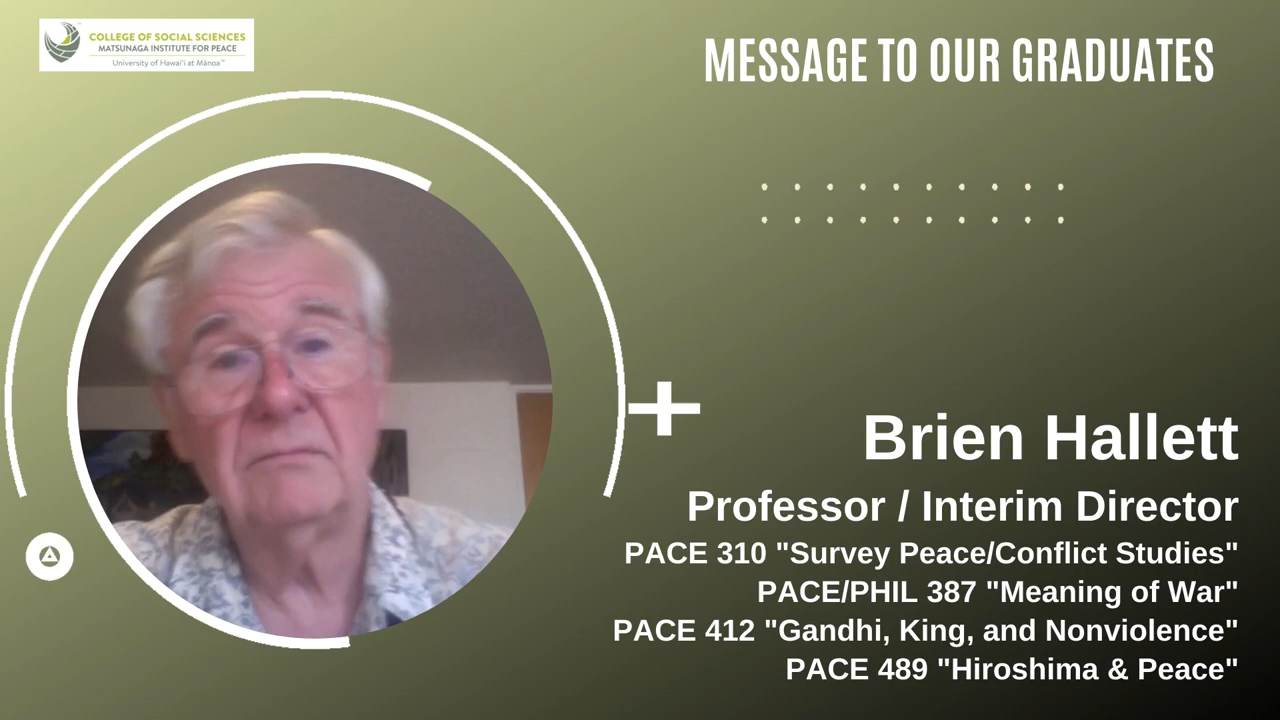 COLLEGE OF SOCIAL SCIENCES
MATSUNAGA INSTITUTE FOR PEACE
University of Hawaiʻi at Mānoa™
MESSAGE TO OUR GRADUATES
Brien Hallett
Professor / Interim Director
PACE 310 "Survey Peace/Conflict Studies"
PACE/PHIL 387 "Meaning of War"
PACE 412 "Gandhi, King, and Nonviolence"
PACE 489 "Hiroshima & Peace"